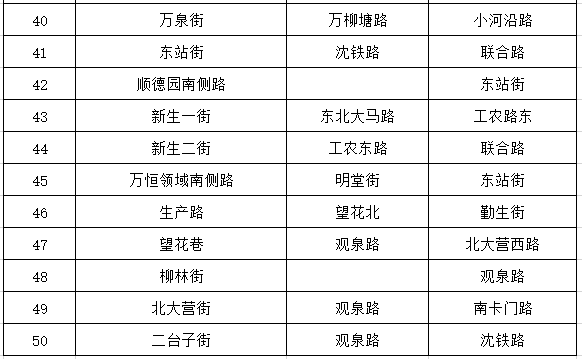 40 万泉街 万柳塘路 小河沿路
41 东站街 沈铁路 联合路
42 顺德园南侧路 东站街
43 新生一街 东北大马路 工农路东
44 新生二街 工农东路 联合路
45 万恒领域南侧路 明堂街 东站街
46 生产路 望花北 勤生街
47 望花巷 观泉路 北大营西路
48 柳林街 观泉路
49 北大营街 观泉路 南卡门路
50 二台子街 观泉路 沈铁路